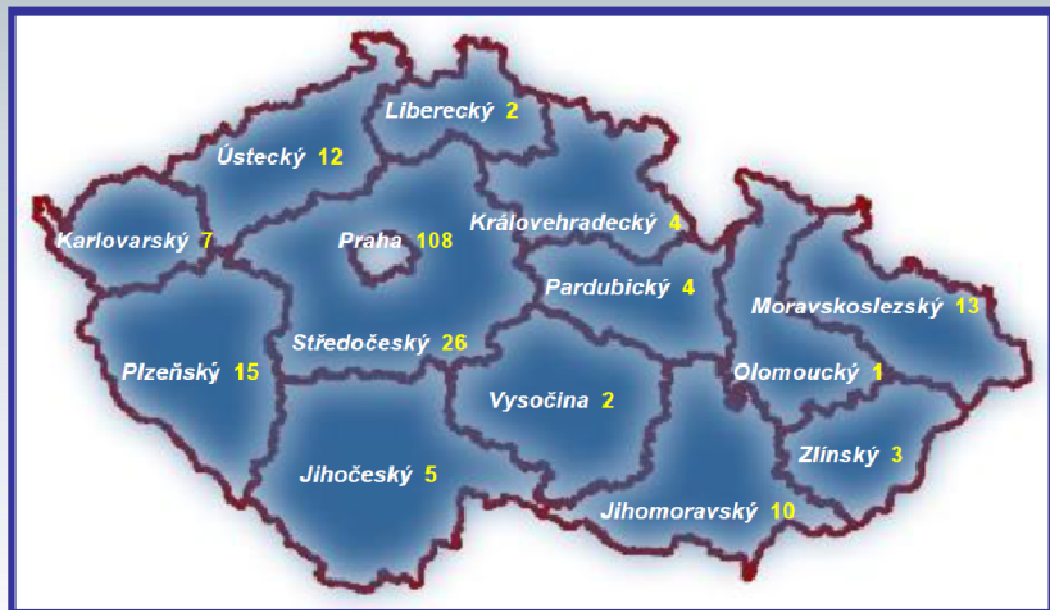 Liberecký 2
Ústecký 12
Královehradecký 4
Karlovarský 7
Praha 108
Pardubický 4
Moravskoslezský 13
Středočeský 26
Plzeňský 15
Olomoucký 1
Vysočina 2
Zlínský 3
Jihočeský 5
Jihomoravský 10